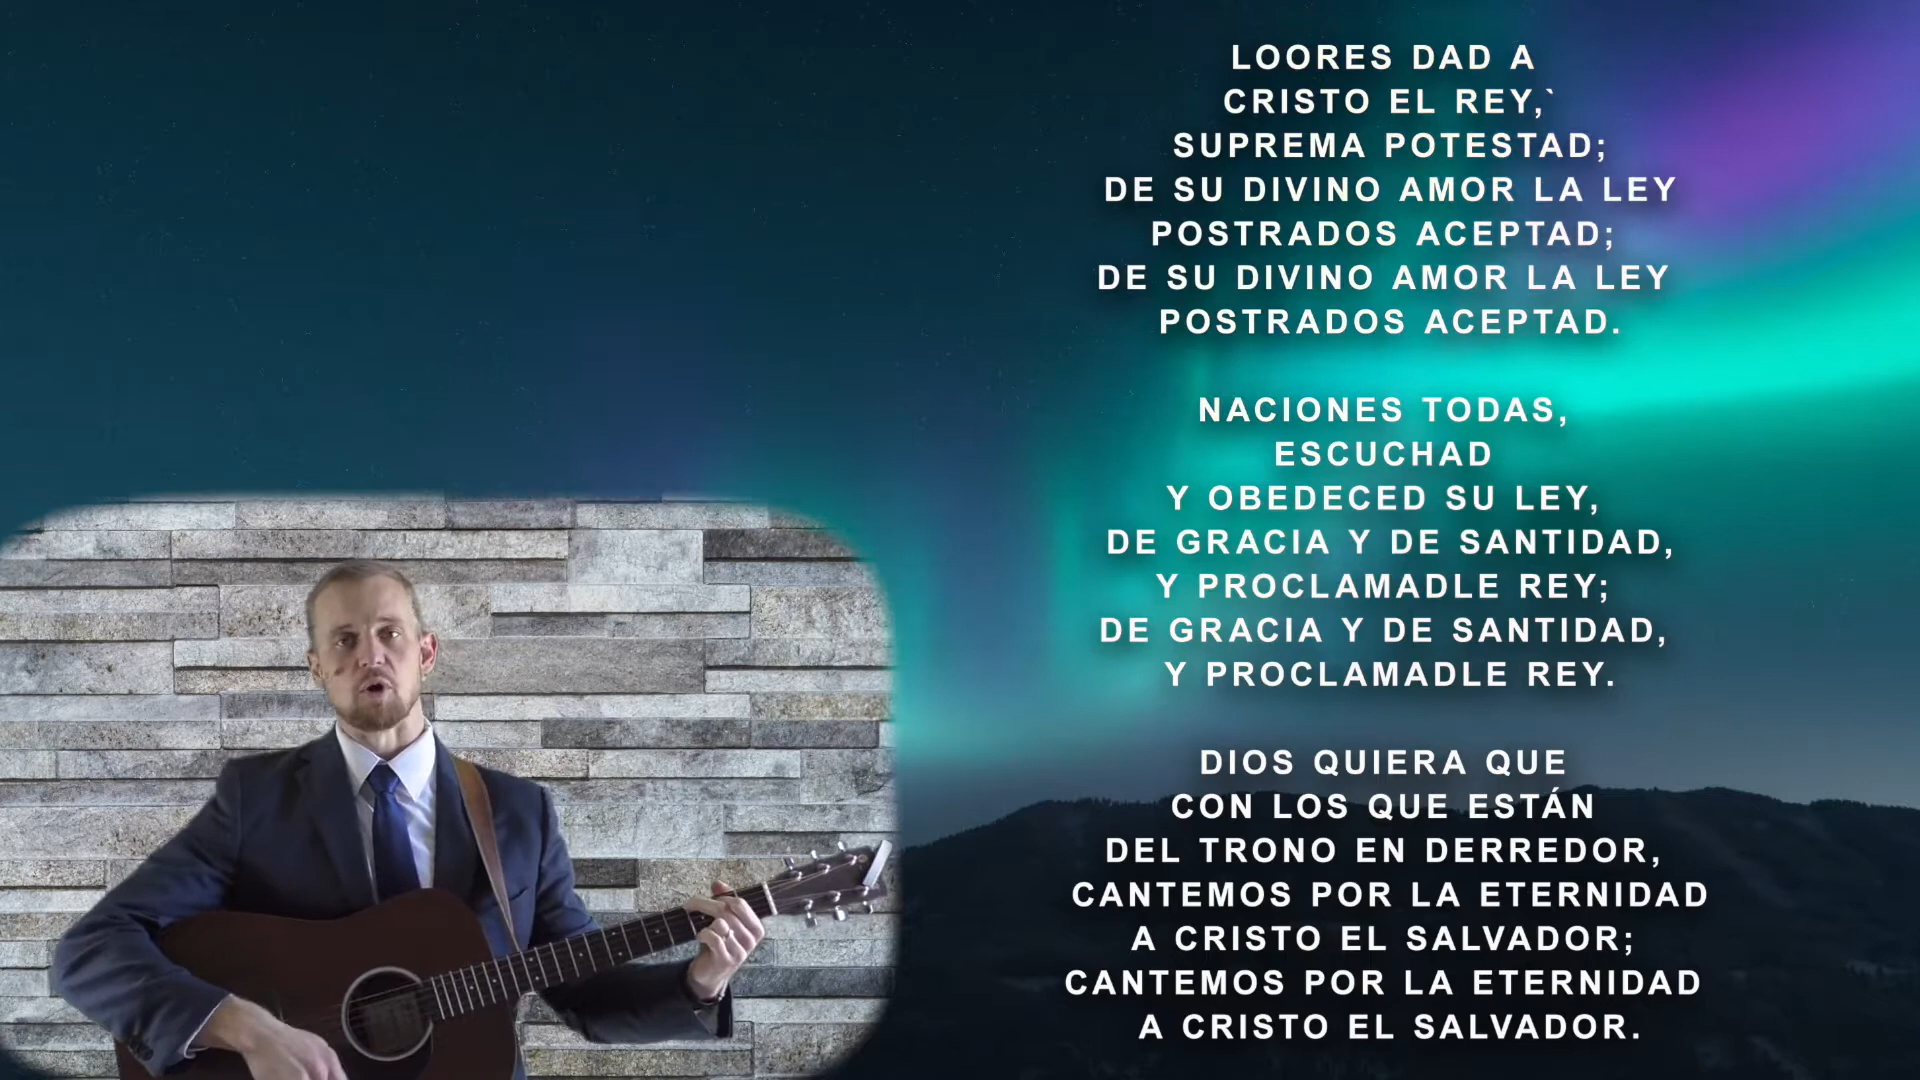 LOORES DAD A
CRISTO EL REY,`
SUPREMA POTESTAD;
DE SU DIVINO AMOR LA LEY
POSTRADOS ACEPTAD;
DE SU DIVINO AMOR LA LEY
POSTRADOS ACEPTAD.
NACIONES TODAS,
ESCUCHAD
Y OBEDECED SU LEY,
DE GRACIA Y DE SANTIDAD,
Y PROCLAMADLE REY;
DE GRACIA Y DE SANTIDAD,
Y PROCLAMADLE REY.
DIOS QUIERA QUE
CON LOS QUE ESTÁN
DEL TRONO EN DERREDOR,
CANTEMOS POR LA ETERNIDAD
A CRISTO EL SALVADOR;
CANTEMOS POR LA ETERNIDAD
A CRISTO EL SALVADOR.